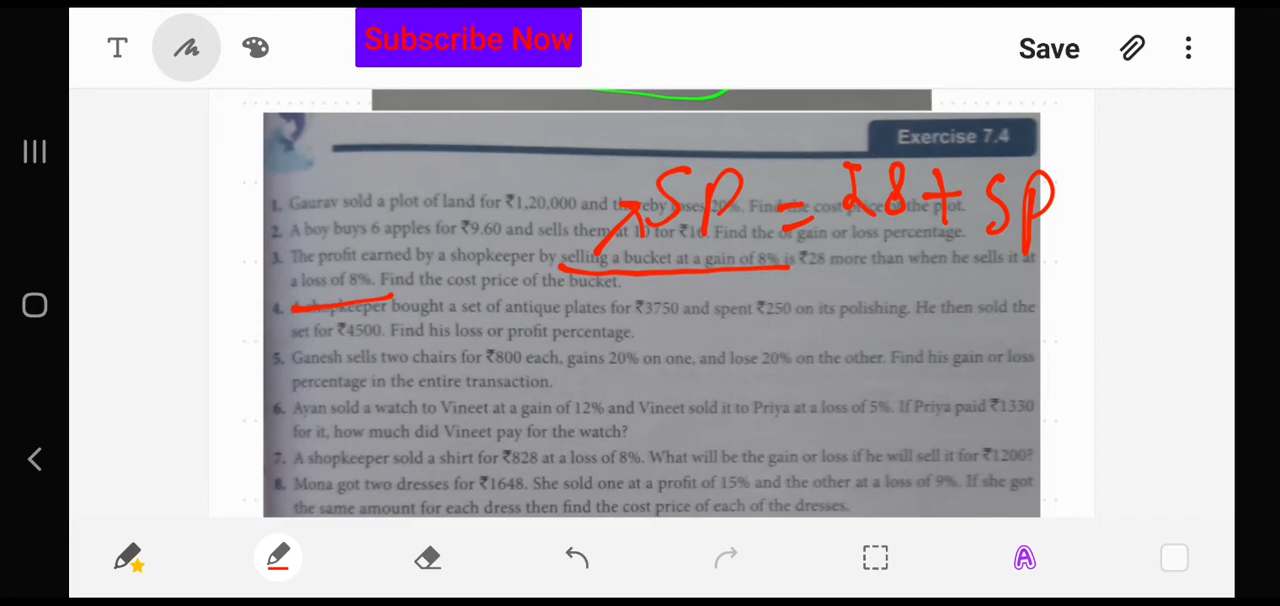 T
Subscribe Now
Save
Exercise 7.4
SP = 28 + SP
1. Gaurav sold a plot of land for ₹1,20,000 and thereby loses 20%. Find the cost price of the plot.
2. A boy buys 6 apples for ₹9.60 and sells them at 10 for ₹16. Find the of gain or loss percentage.
3. The profit earned by a shopkeeper by selling a bucket at a gain of 8% is ₹28 more than when he sells it at
a loss of 8%. Find the cost price of the bucket.
4. A shopkeeper bought a set of antique plates for ₹3750 and spent ₹250 on its polishing. He then sold the
set for ₹4500. Find his loss or profit percentage.
5. Ganesh sells two chairs for ₹800 each, gains 20% on one, and lose 20% on the other. Find his gain or loss
percentage in the entire transaction.
6. Ayan sold a watch to Vineet at a gain of 12% and Vineet sold it to Priya at a loss of 5%. If Priya paid ₹1330
for it, how much did Vineet pay for the watch?
7. A shopkeeper sold a shirt for ₹828 at a loss of 8%. What will be the gain or loss if he will sell it for ₹1200?
8. Mona got two dresses for ₹1648. She sold one at a profit of 15% and the other at a loss of 9%. If she got
the same amount for each dress then find the cost price of each of the dresses.
A